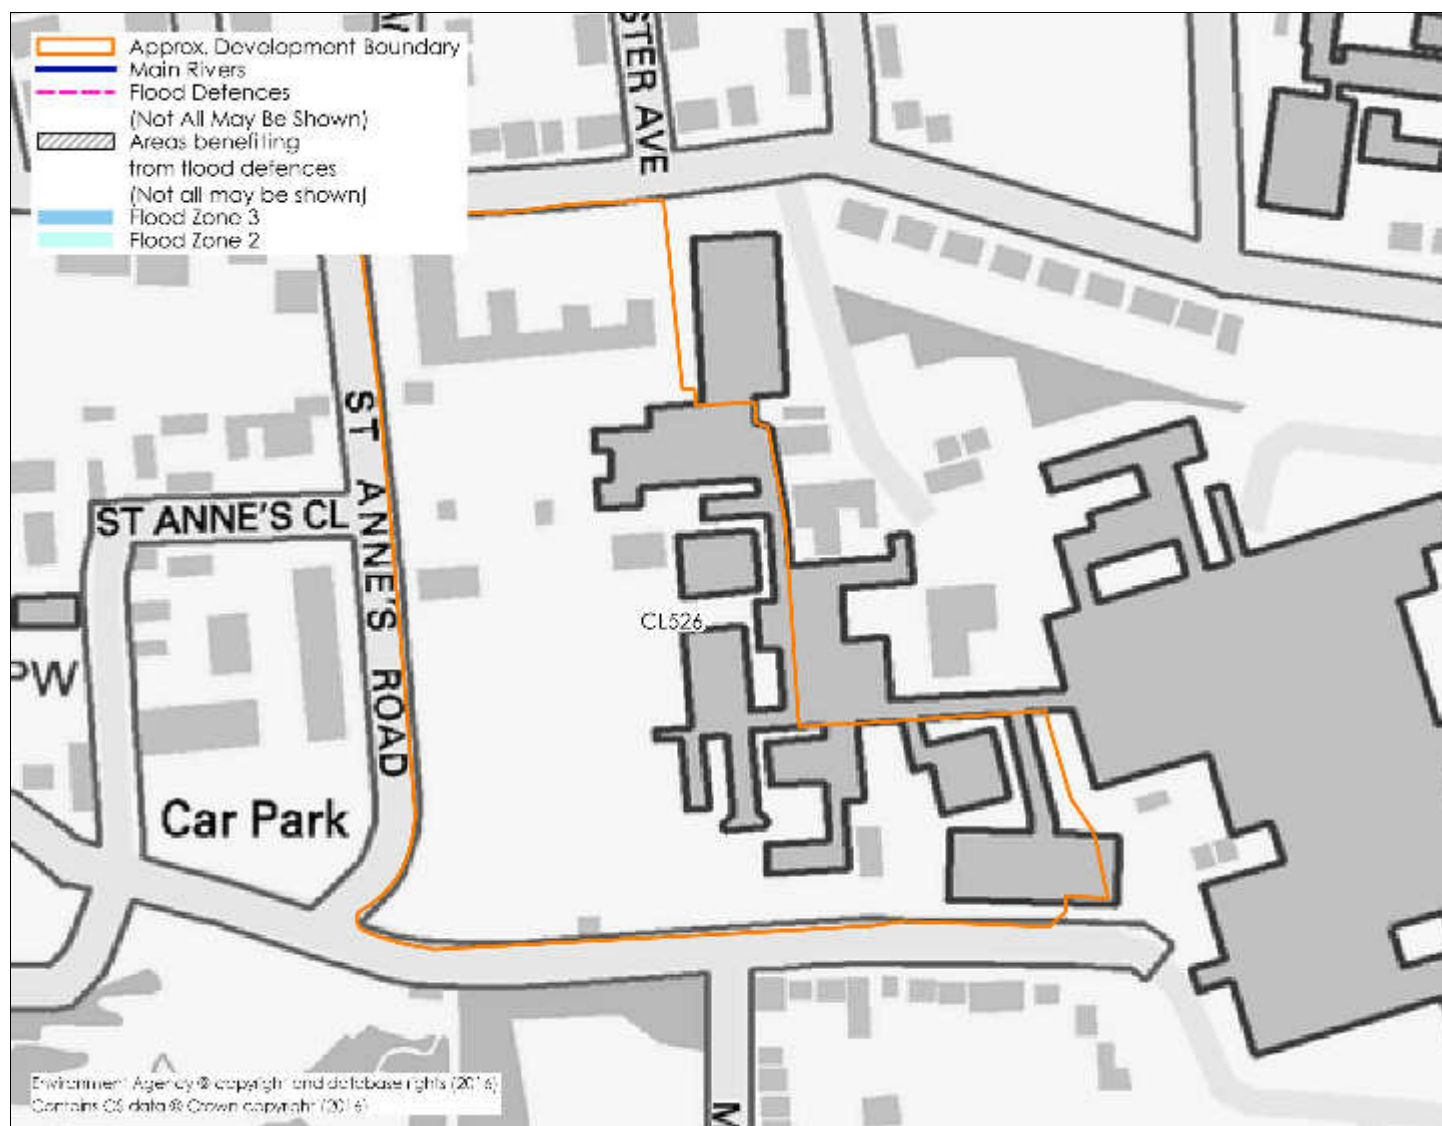 Approx. Development Boundary
Main Rivers
Flood Defences
(Not All May Be Shown)
Areas benefiting
from flood defences
(Not all may be shown)
Flood Zone 3
Flood Zone 2
STER AVE
ST ANNE'S ROAD
ST ANNE'S CL
CL526
PW
Car Park
M
Environment Agency © copyright and database rights (2016)
Contains OS data © Crown copyright (2016)